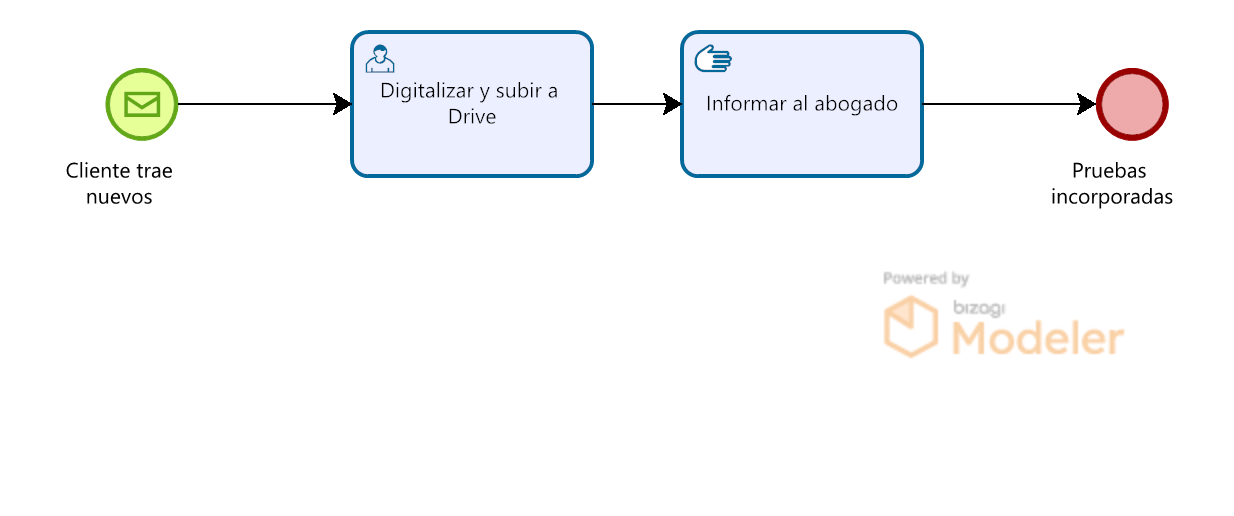 Cliente trae
nuevos
Digitalizar y subir a
Drive
Informar al abogado
Pruebas
incorporadas
Powered by
bizagi
Modeler